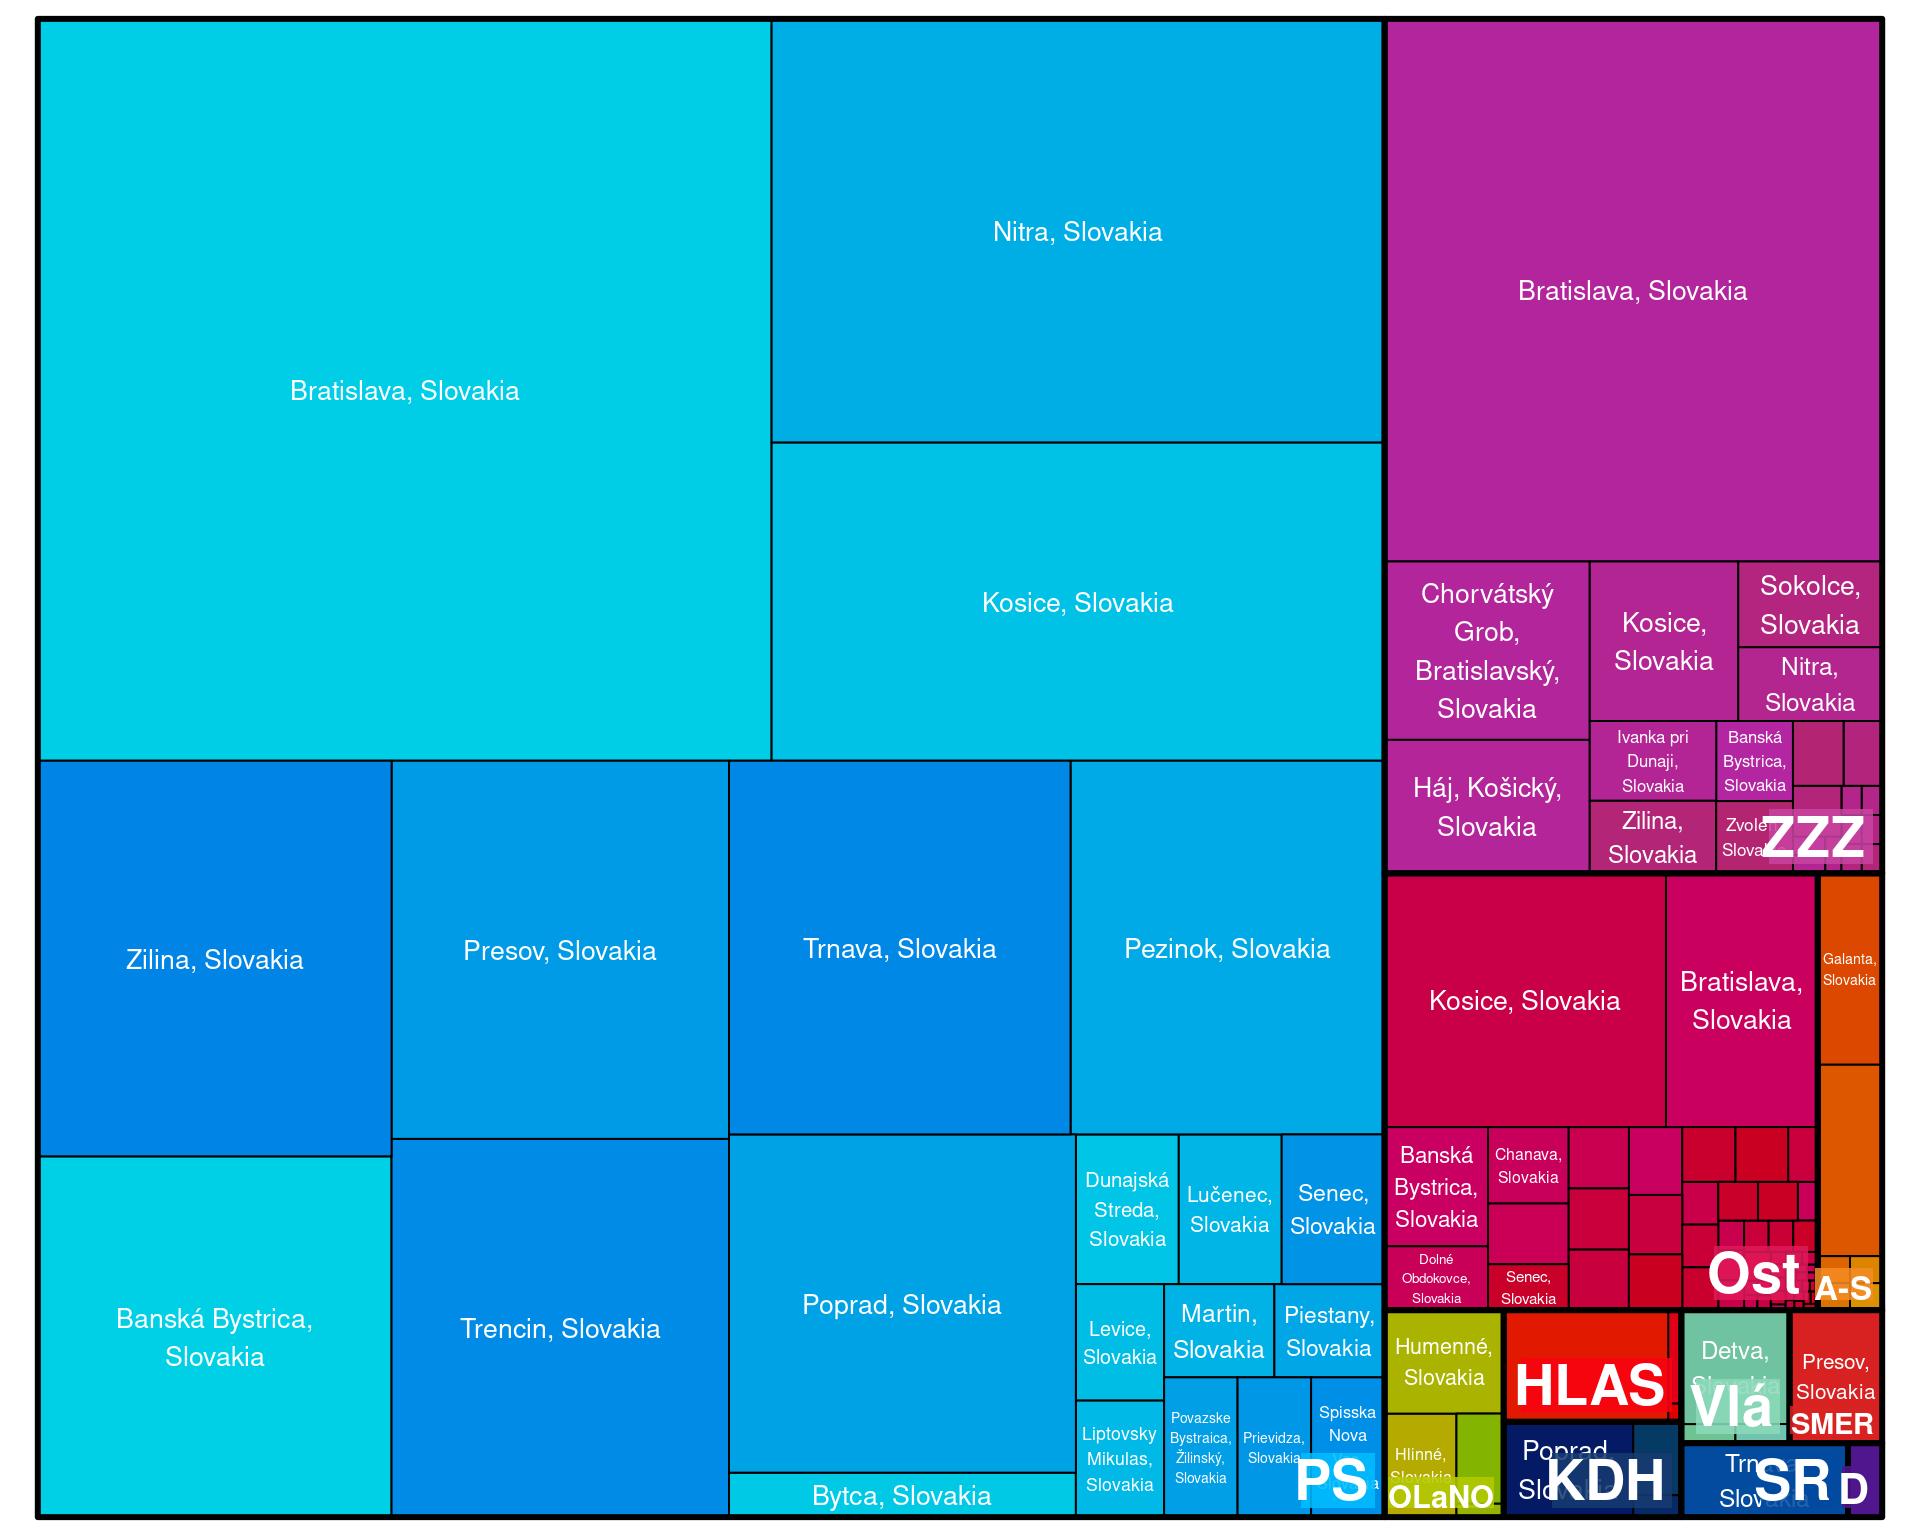 Bratislava, Slovakia
Nitra, Slovakia
Kosice, Slovakia
Zilina, Slovakia
Presov, Slovakia
Trnava, Slovakia
Pezinok, Slovakia
Banská Bystrica,
Slovakia
Trencin, Slovakia
Poprad, Slovakia
Bytca, Slovakia
Dunajská
Streda,
Slovakia
Lučenec,
Slovakia
Senec,
Slovakia
Levice,
Slovakia
Martin,
Slovakia
Piestany,
Slovakia
Liptovsky
Mikulas,
Slovakia
Povazske
Bystraica,
Žilinský,
Slovakia
Prievidza,
Slovakia
Spisska
Nova
PS
Bratislava, Slovakia
Chorvátský
Grob,
Bratislavský,
Slovakia
Kosice,
Slovakia
Sokolce,
Slovakia
Nitra,
Slovakia
Háj, Košický,
Slovakia
Ivanka pri
Dunaji,
Slovakia
Banská
Bystrica,
Slovakia
Zilina,
Slovakia
ZZZ
Kosice, Slovakia
Bratislava,
Slovakia
Banská
Bystrica,
Slovakia
Chanava,
Slovakia
Dolné
Obdokovce,
Slovakia
Senec,
Slovakia
Ost
Galanta,
Slovakia
A-S
Humenné,
Slovakia
Hlinné,
Slovakia
OLaNO
HLAS
Poprad,
KDH
Detva,
Slovakia
Vlá
Presov,
Slovakia
SMER
SR
D